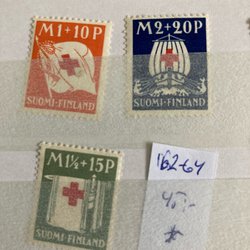 M1+10P
SUOMI-FINLAND
M2+20P
SUOMI-FINLAND
M1½+15P
SUOMI-FINLAND
162-64
45:-
*